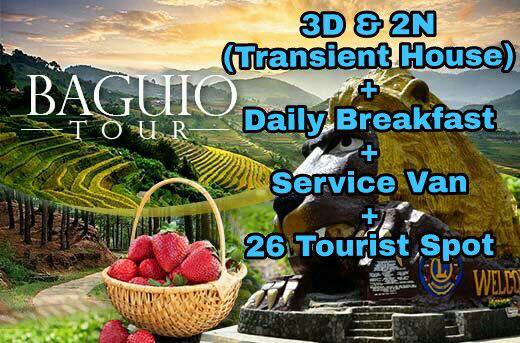 BAGUIO
TOUR
3D & 2N
(Transient House)
+
Daily Breakfast
+
Service Van
+
26 Tourist Spot
L
WELCO